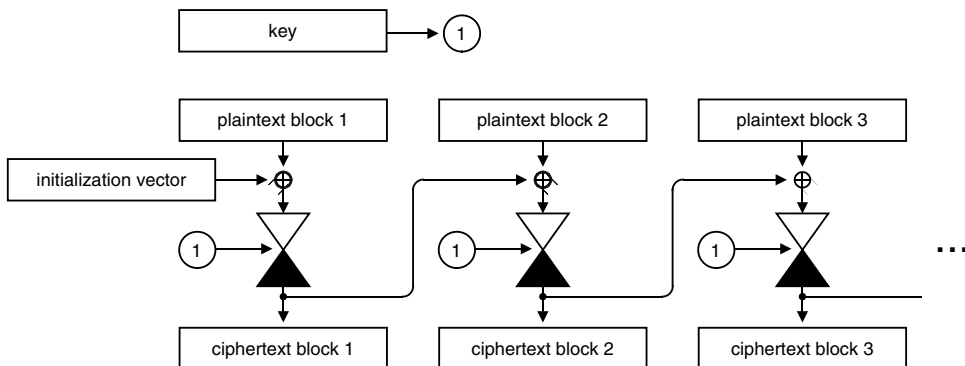 key
1
plaintext block 1
plaintext block 2
plaintext block 3
initialization vector
1
1
1
...
ciphertext block 1
ciphertext block 2
ciphertext block 3